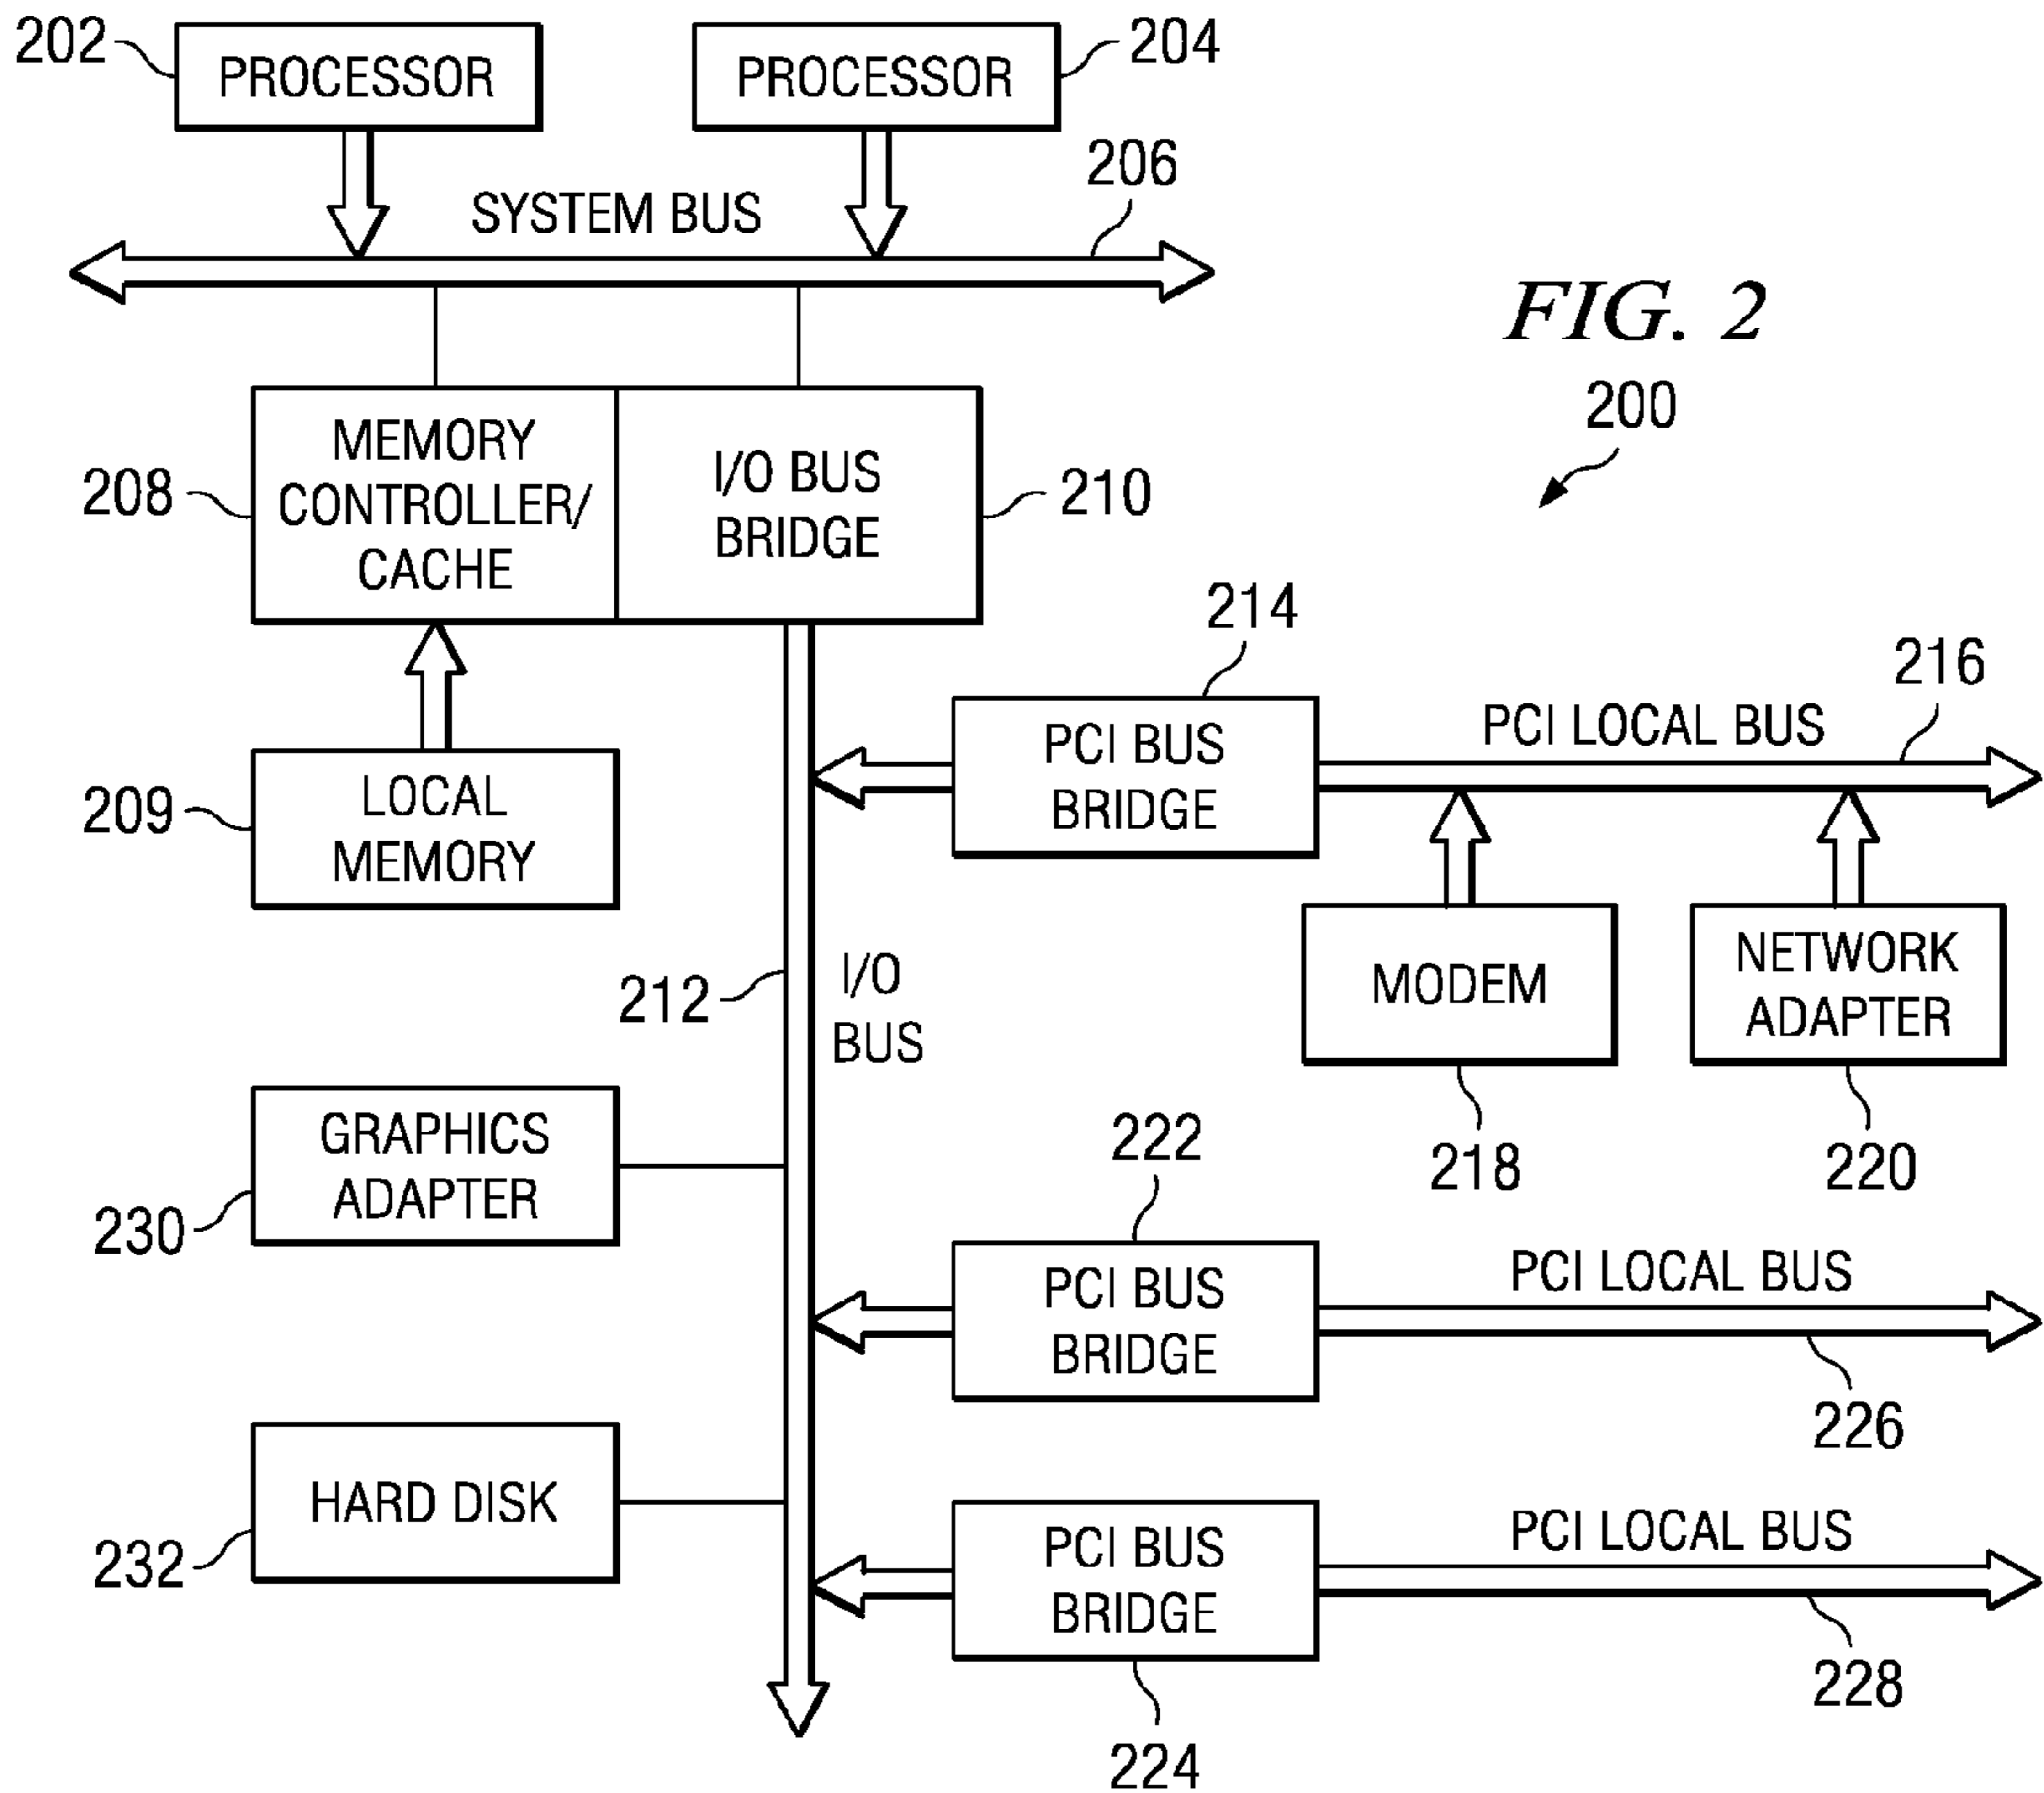 202
PROCESSOR
PROCESSOR
204
206
SYSTEM BUS
FIG. 2
200
208
MEMORY
CONTROLLER/
CACHE
I/O BUS
BRIDGE
210
214
216
PCI BUS
BRIDGE
PCI LOCAL BUS
209
LOCAL
MEMORY
212
I/O
BUS
MODEM
NETWORK
ADAPTER
218
220
GRAPHICS
ADAPTER
230
222
PCI BUS
BRIDGE
PCI LOCAL BUS
226
HARD DISK
232
PCI BUS
BRIDGE
PCI LOCAL BUS
228
224